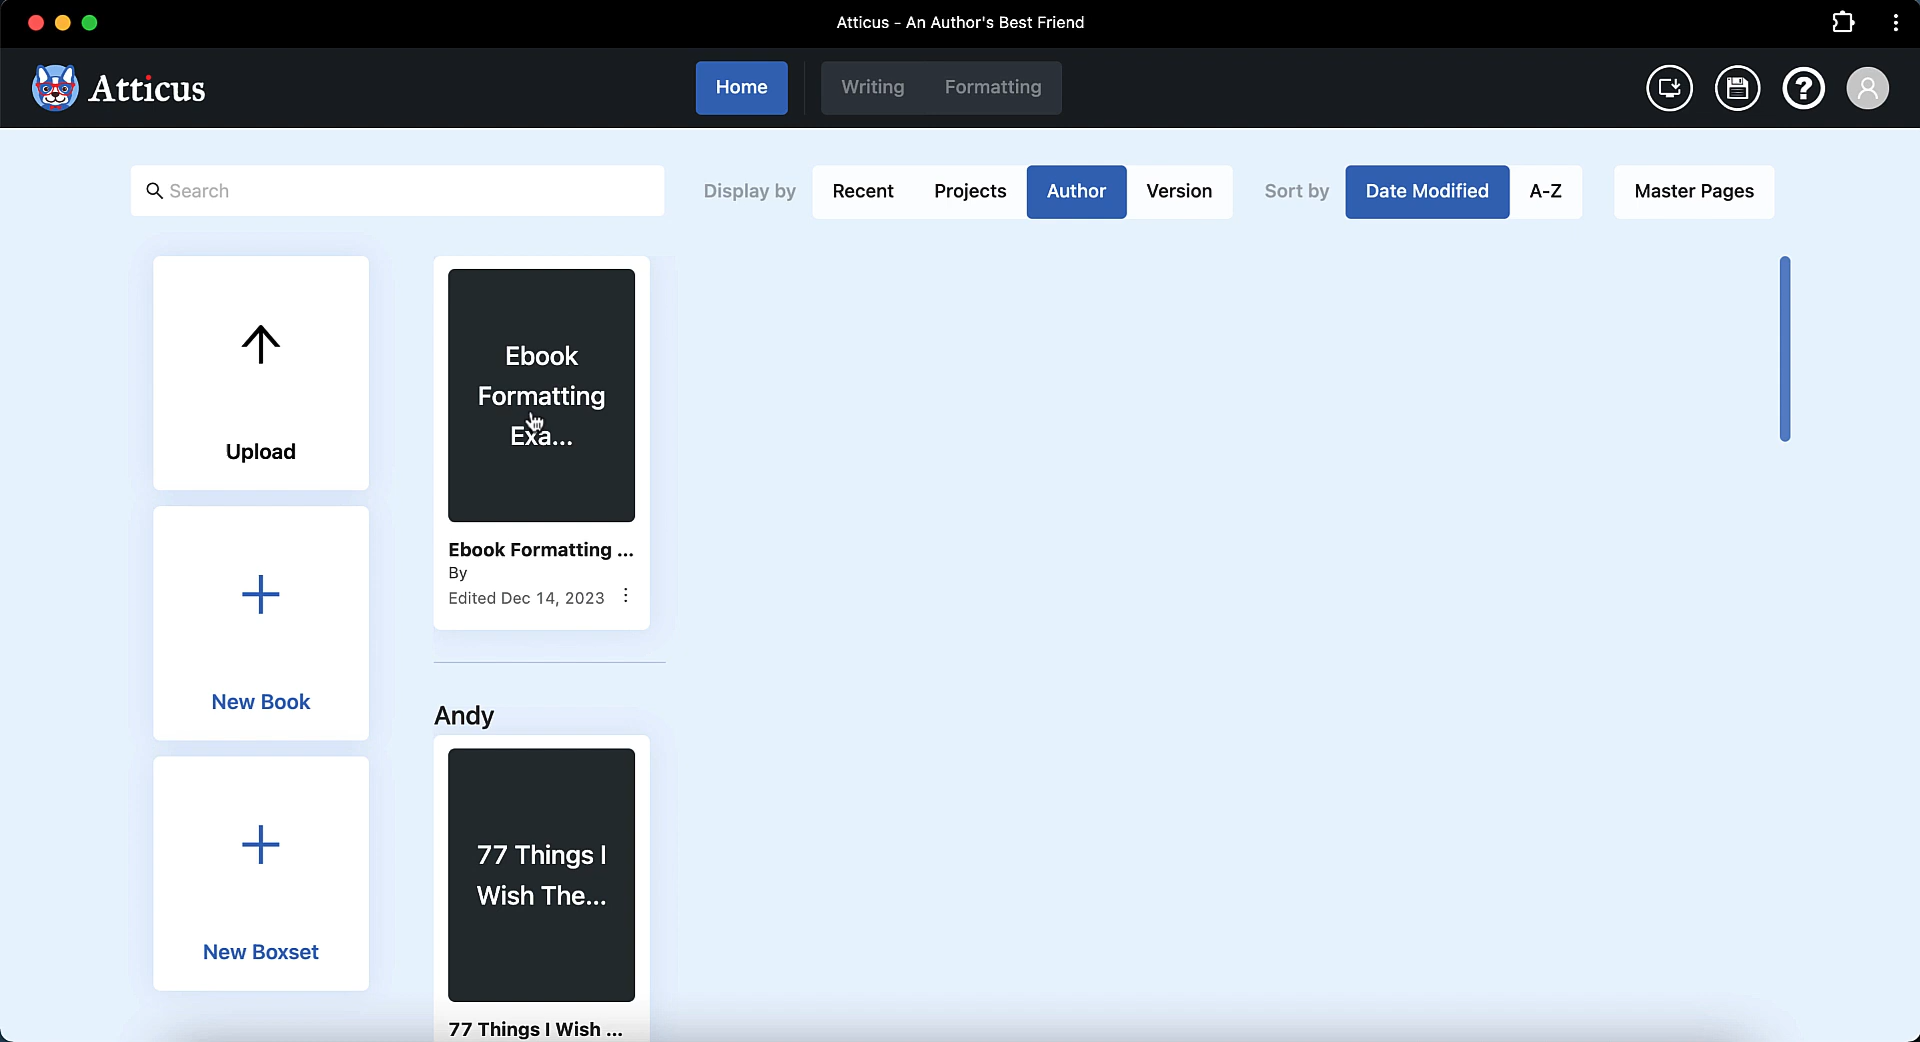 Atticus - An Author's Best Friend
Atticus
Home
Writing
Formatting
Search
Display by
Recent
Projects
Author
Version
Sort by
Date Modified
A-Z
Master Pages
Upload
New Book
New Boxset
Ebook
Formatting
Exa...
Ebook Formatting ...
By
Edited Dec 14, 2023
Andy
77 Things I
Wish The...
77 Things I Wish ...